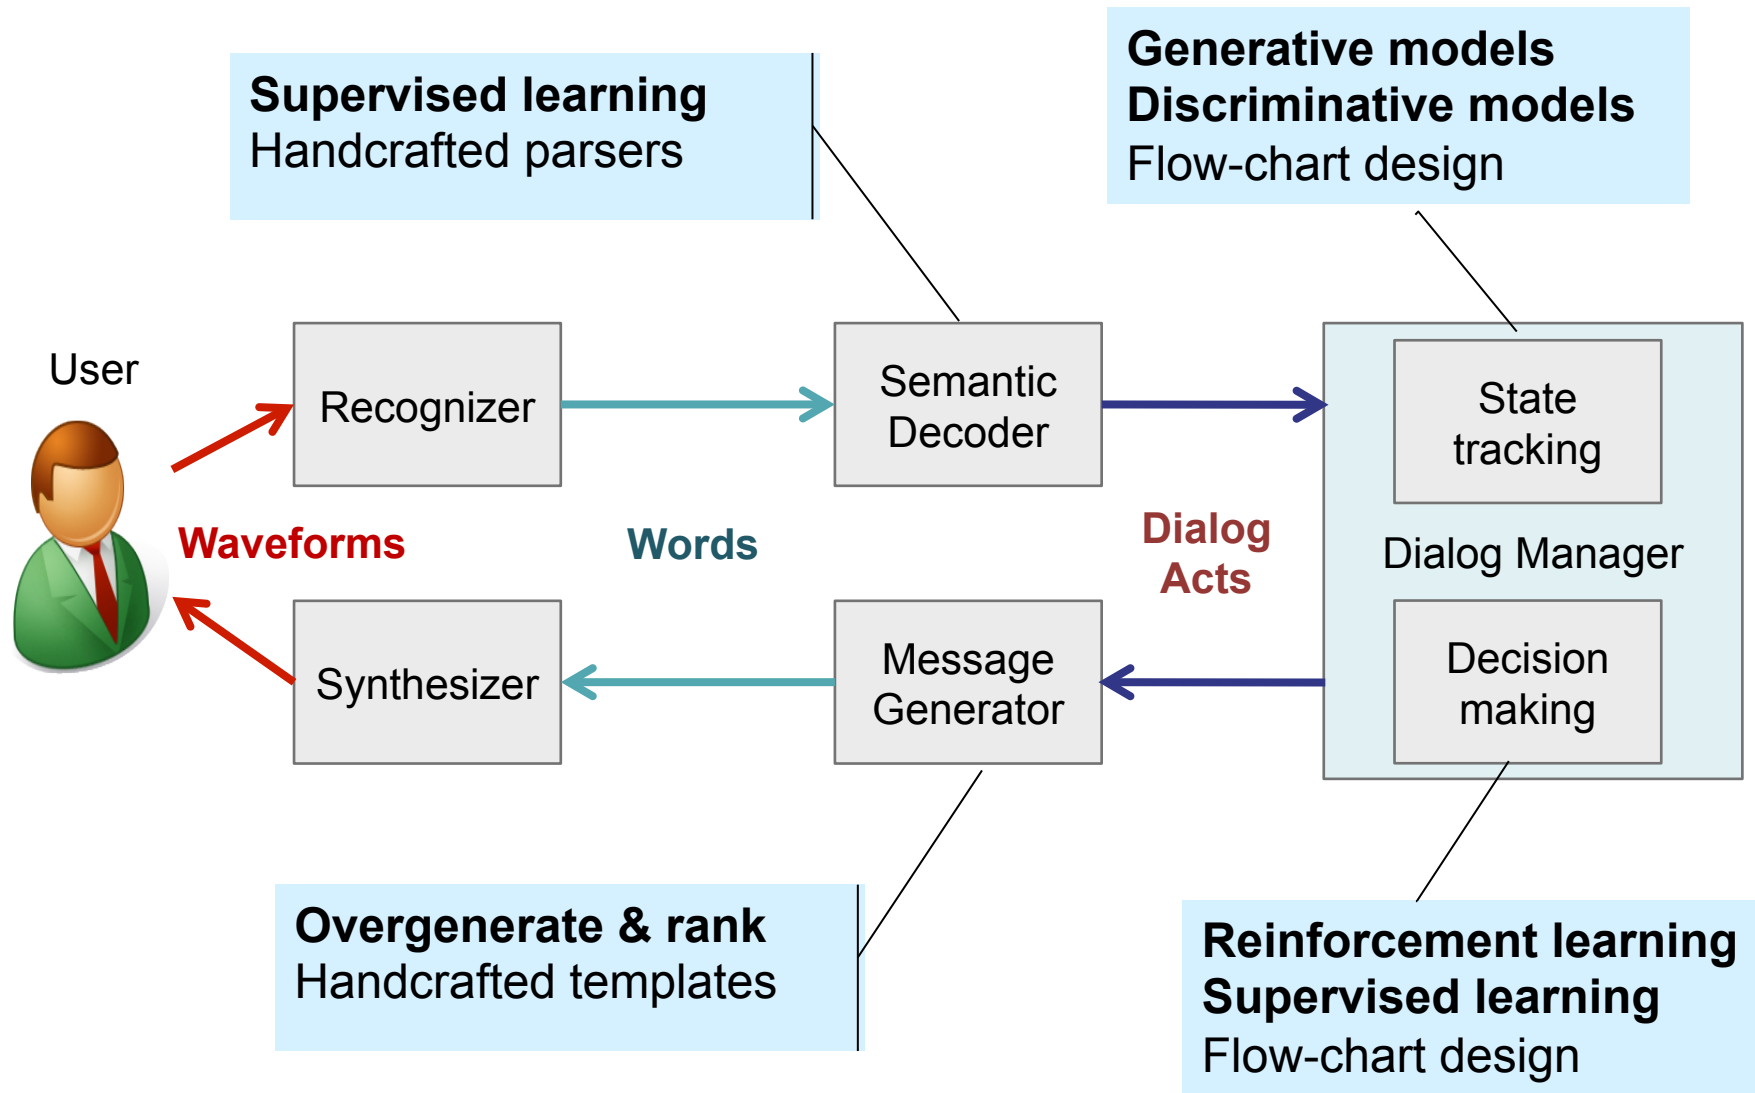 Supervised learning
Handcrafted parsers
Generative models
Discriminative models
Flow-chart design
User
Recognizer
Semantic
Decoder
State
tracking
Waveforms
Words
Dialog
Acts
Dialog Manager
Synthesizer
Message
Generator
Decision
making
Overgenerate & rank
Handcrafted templates
Reinforcement learning
Supervised learning
Flow-chart design